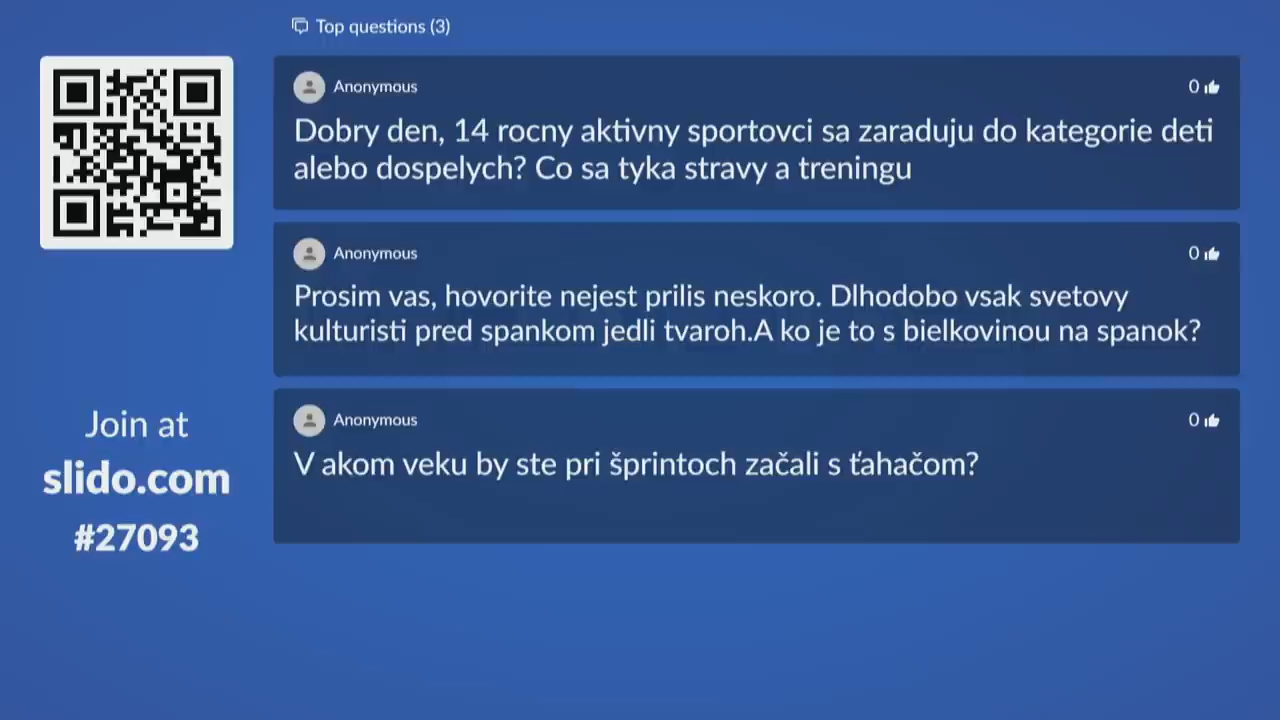 Top questions (3)
Anonymous
0
Dobry den, 14 rocny aktivny sportovci sa zaraduju do kategorie deti
alebo dospelych? Co sa tyka stravy a treningu
Anonymous
0
Prosim vas, hovorite nejest prilis neskoro. Dlhodobo vsak svetovy
kulturisti pred spankom jedli tvaroh.A ko je to s bielkovinou na spanok?
Anonymous
0
V akom veku by ste pri šprintoch začali s ťahačom?
Join at
slido.com
#27093